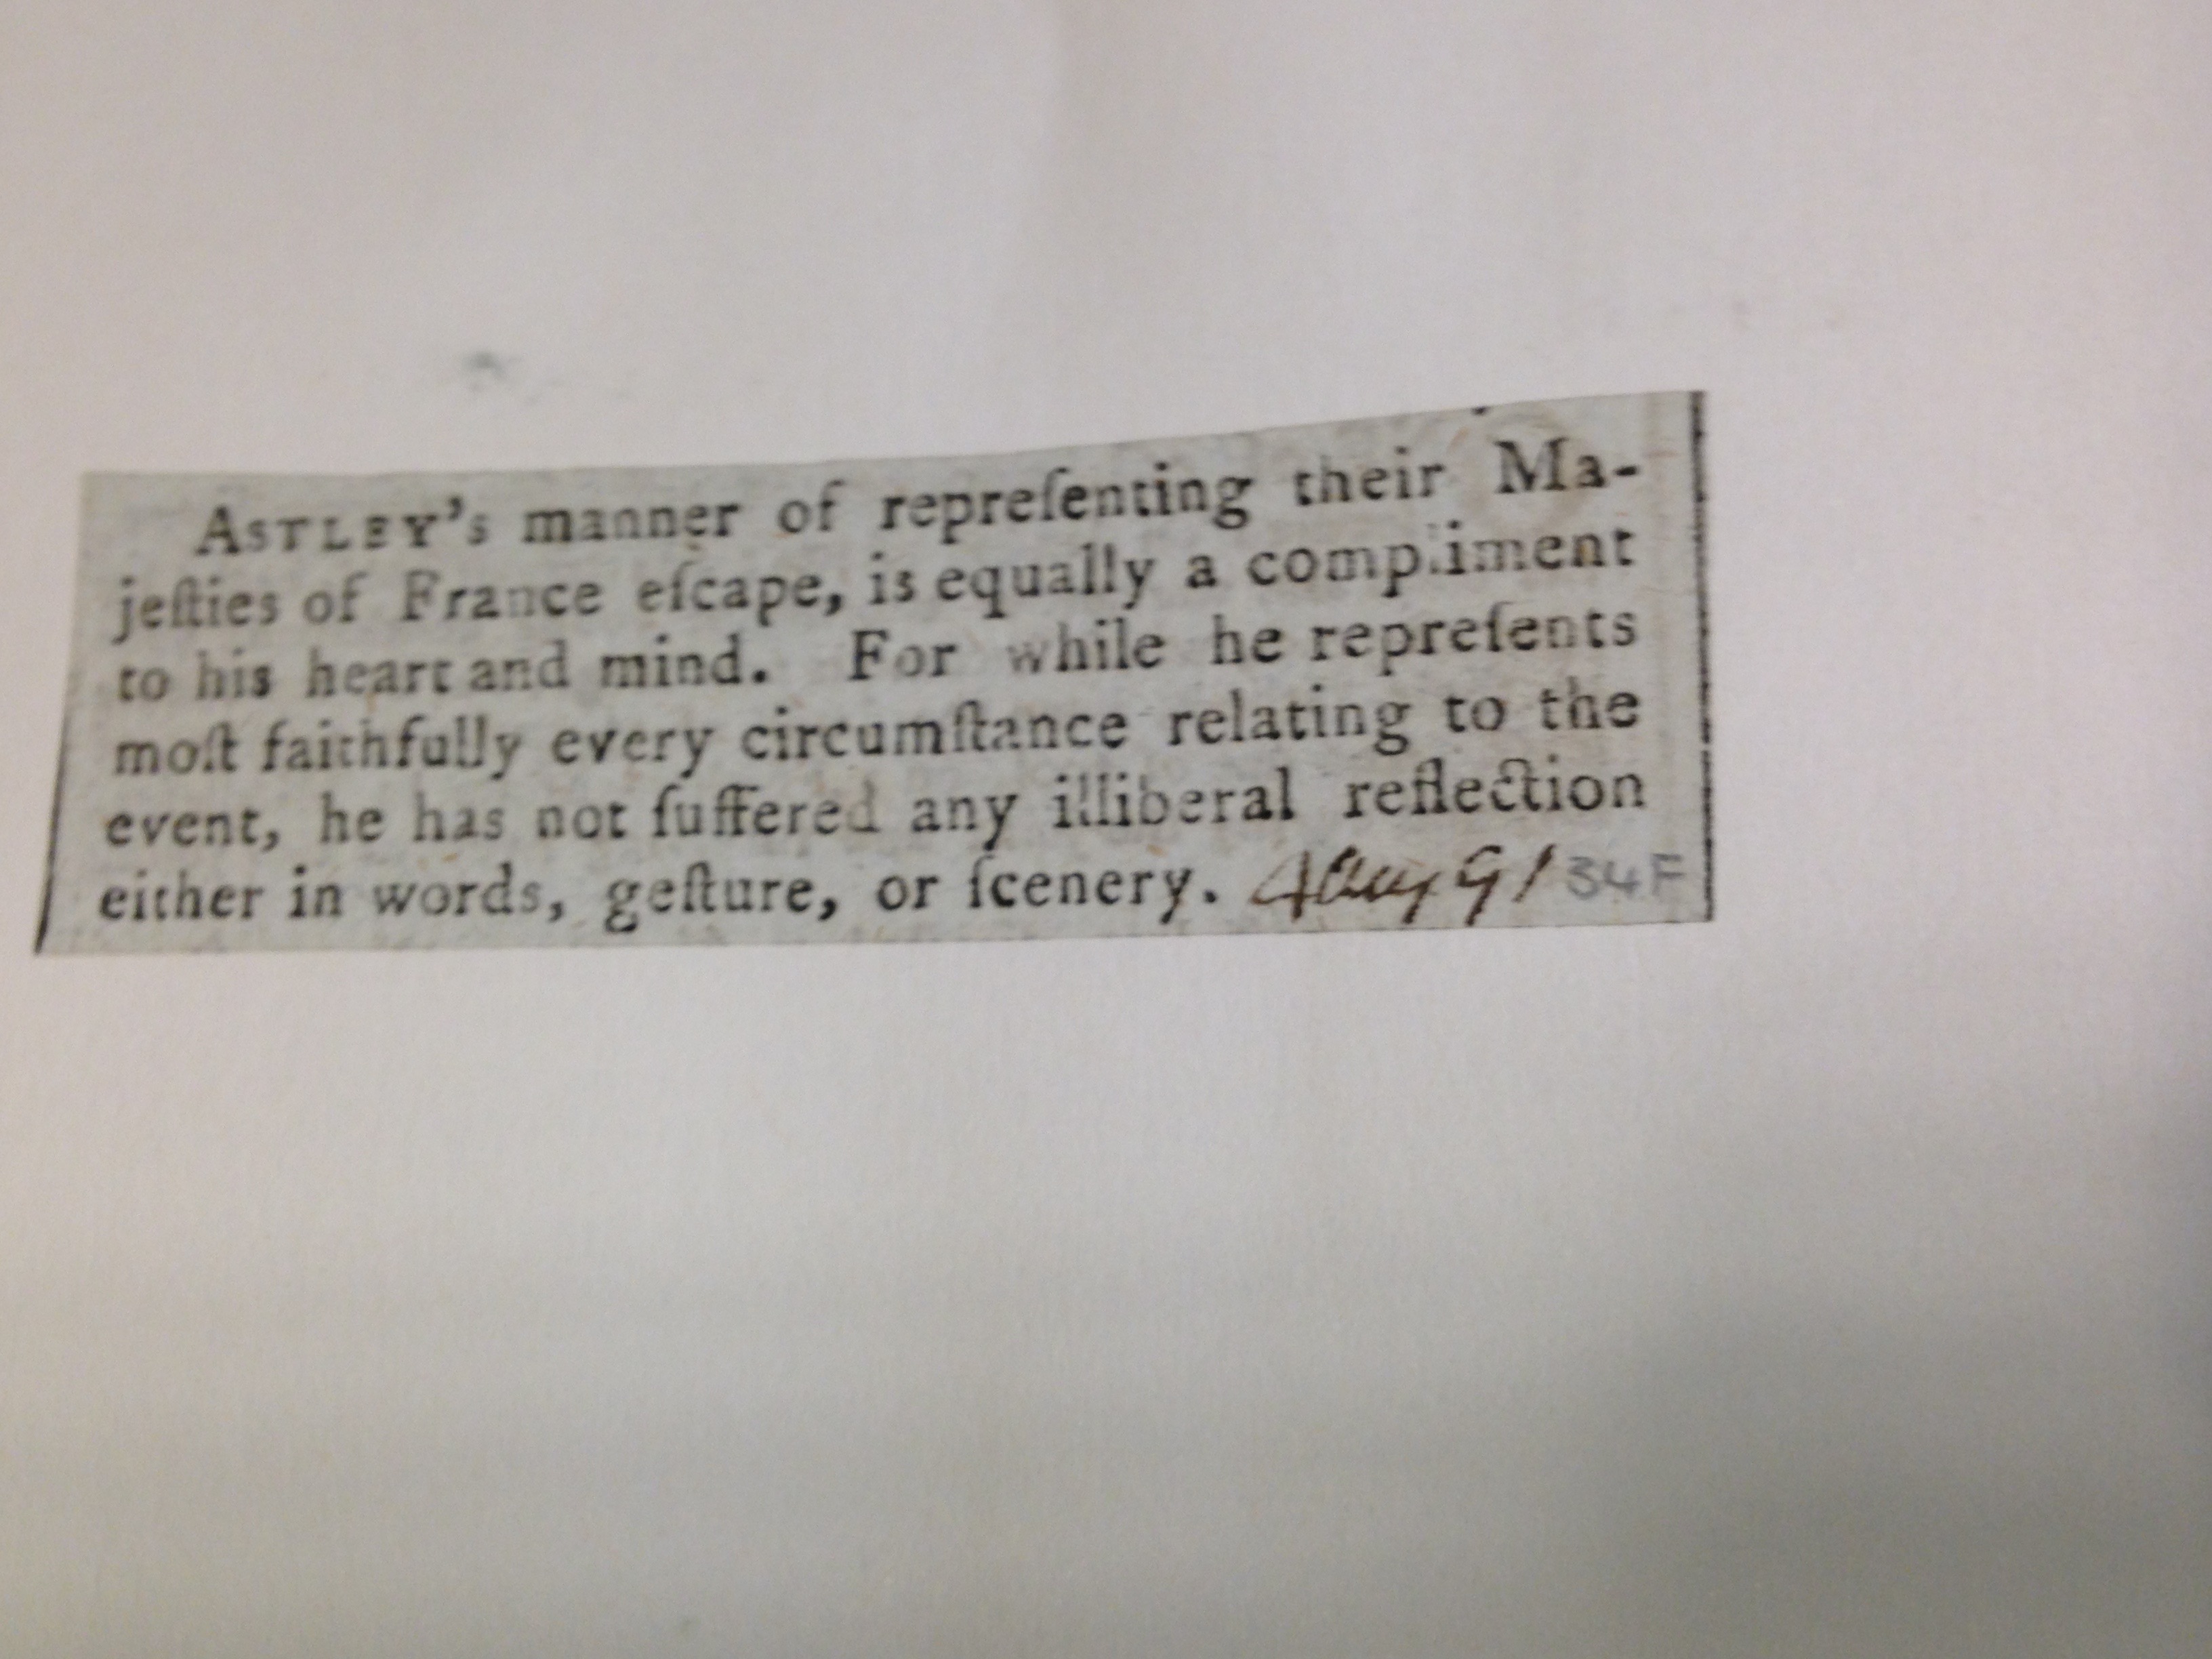 ASTLEY's manner of repreſenting their Ma-
jeſties of France eſcape, is equally a compliment
to his heart and mind. For while he repreſents
moſt faithfully every circumſtance relating to the
event, he has not ſuffered any illiberal reflection
either in words, geſture, or ſcenery. 4 Aug 91 34F